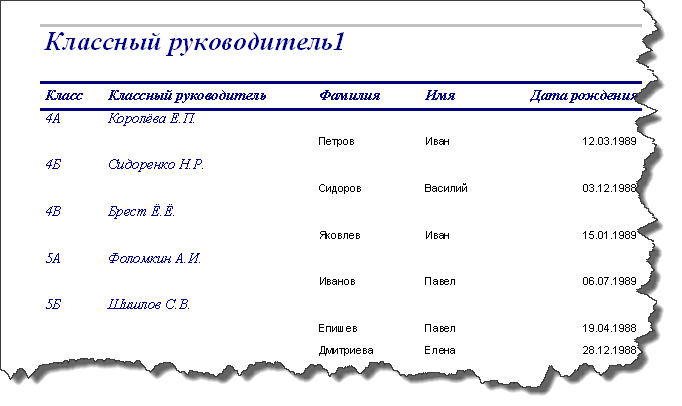 Классный руководитель1
Класс Классный руководитель Фамилия Имя Дата рождения
4А Королёва Е.П.
Петров Иван 12.03.1989
4Б Сидоренко Н.Р.
Сидоров Василий 03.12.1988
4В Брест Ё.Ё.
Яковлев Иван 15.01.1989
5А Фоломкин А.И.
Иванов Павел 06.07.1989
5Б Шишлов С.В.
Епишев Павел 19.04.1988
Дмитриева Елена 28.12.1988